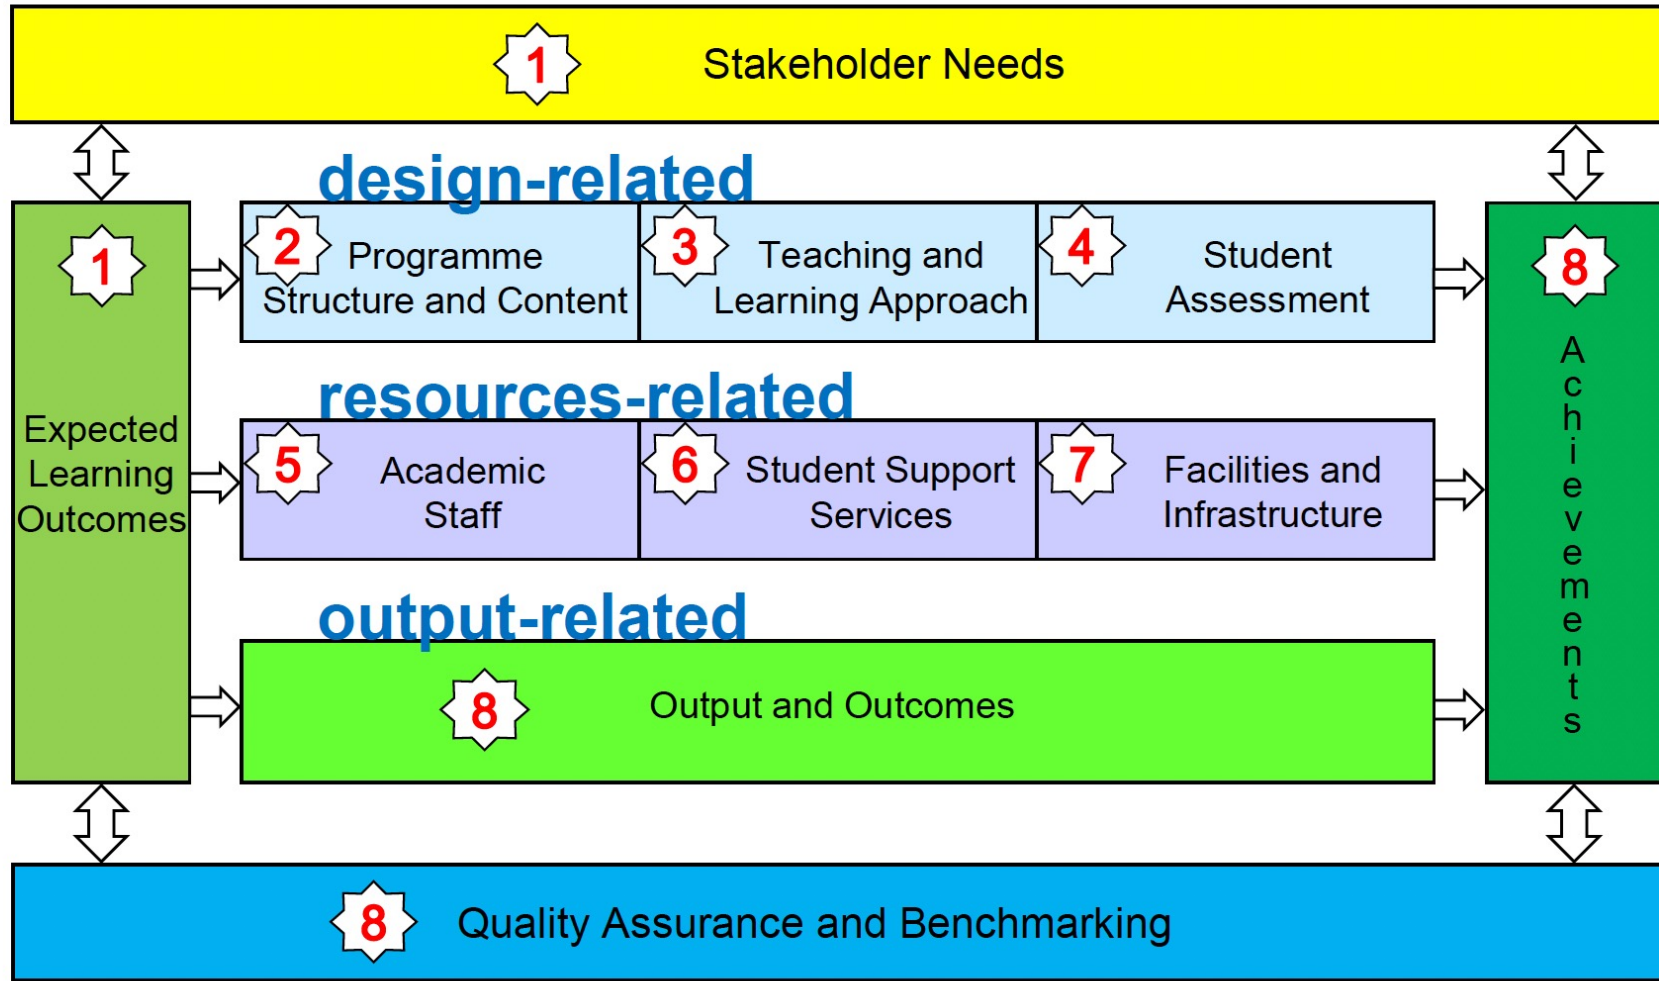 1 Stakeholder Needs
design-related
1
Expected
Learning
Outcomes
2 Programme
Structure and Content
3 Teaching and
Learning Approach
4 Student
Assessment
resources-related
5 Academic
Staff
6 Student Support
Services
7 Facilities and
Infrastructure
output-related
8 Output and Outcomes
8
Achievements
8 Quality Assurance and Benchmarking